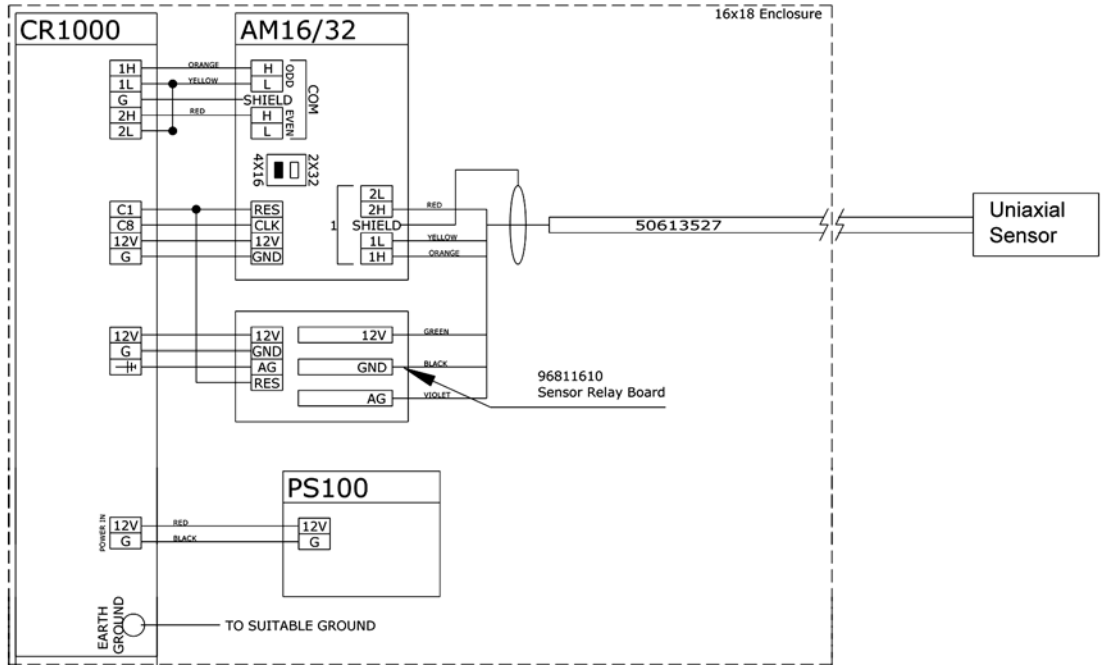 16x18 Enclosure
CR1000
AM16/32
1H
1L
G
2H
2L
ORANGE
YELLOW
RED
H
L
SHIELD
H
L
ODD
EVEN
COM
4X16
2X32
C1
C8
12V
G
RES
CLK
12V
GND
1
2L
2H
SHIELD
1L
1H
RED
YELLOW
ORANGE
50613527
Uniaxial
Sensor
12V
G
12V
GND
AG
RES
12V
GND
AG
GREEN
BLACK
VIOLET
96811610
Sensor Relay Board
PS100
POWER IN
12V
G
RED
BLACK
12V
G
EARTH
GROUND
TO SUITABLE GROUND